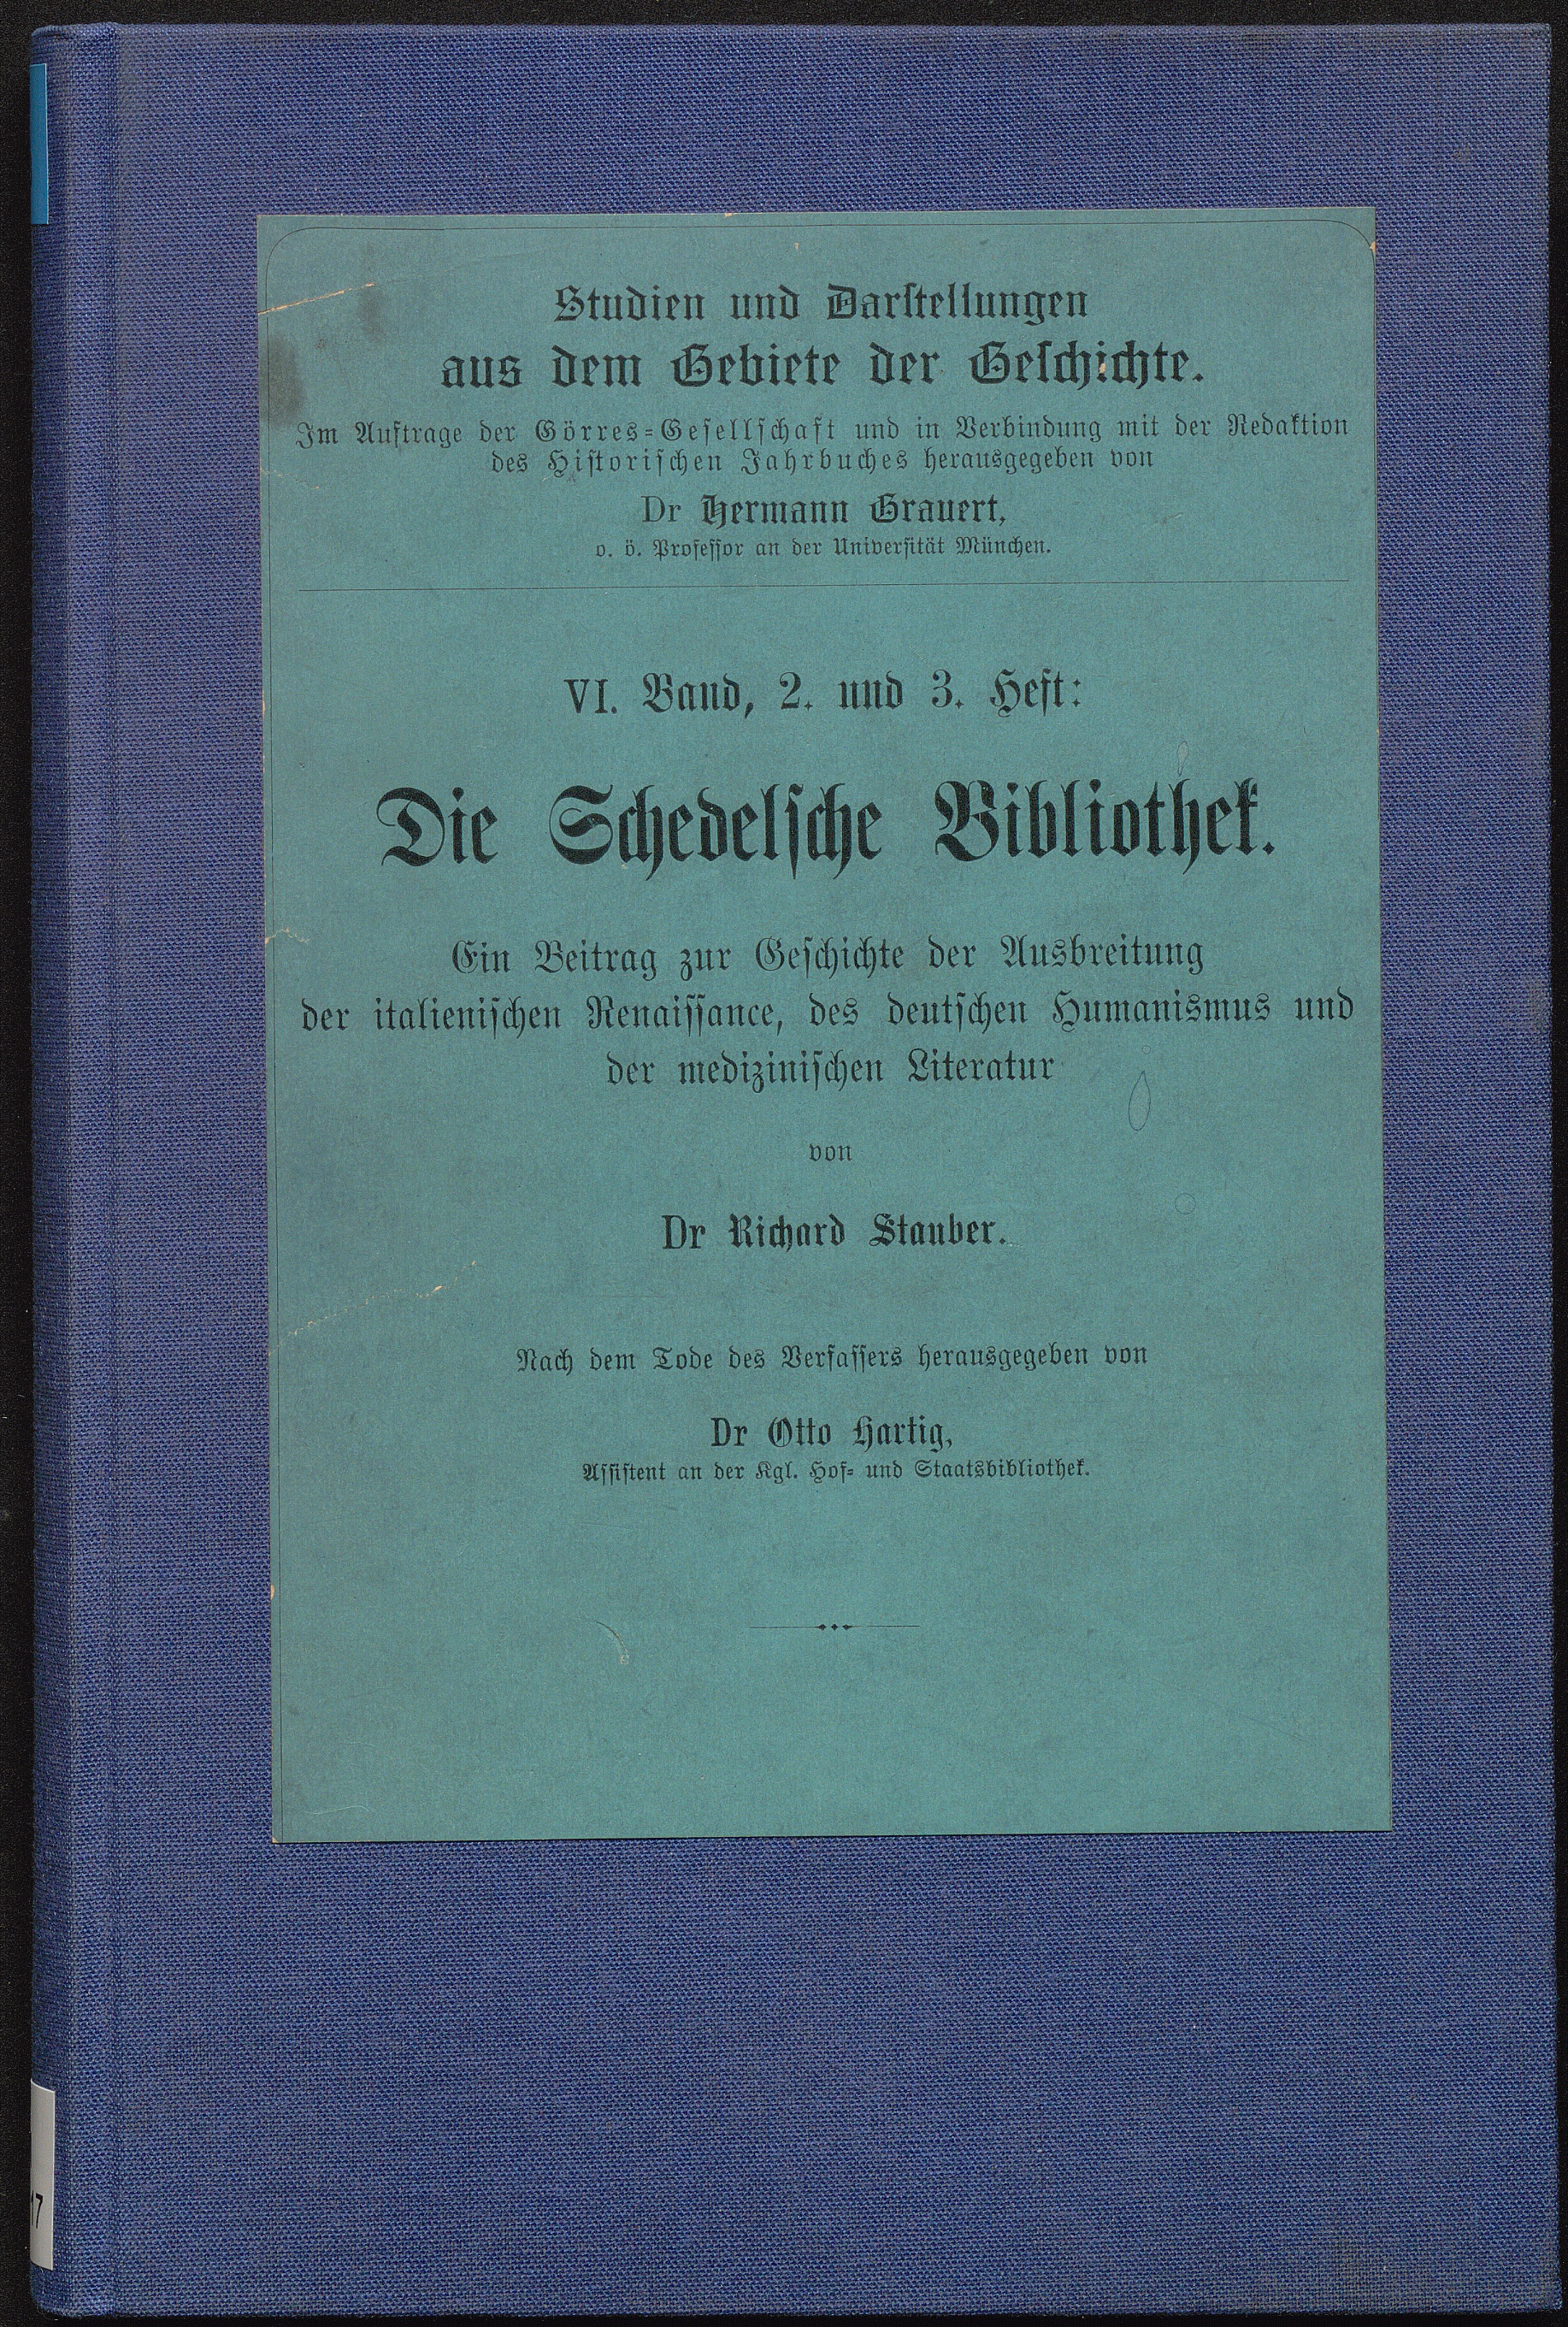 Studien und Darſtellungen
aus dem Gebiete der Geſchichte.
Im Auftrage der Görres=Geſellſchaft und in Verbindung mit der Redaktion
des Hiſtoriſchen Jahrbuches herausgegeben von
Dr Hermann Grauert,
o. ö. Profeſſor an der Univerſität München.
VI. Band, 2. und 3. Heft:
Die Schedelſche Bibliothek.
Ein Beitrag zur Geſchichte der Ausbreitung
der italieniſchen Renaiſſance, des deutſchen Humanismus und
der mediziniſchen Literatur
von
Dr Richard Stauber.
Nach dem Tode des Verfaſſers herausgegeben von
Dr Otto Hartig,
Aſſiſtent an der Kgl. Hof= und Staatsbibliothek.
17